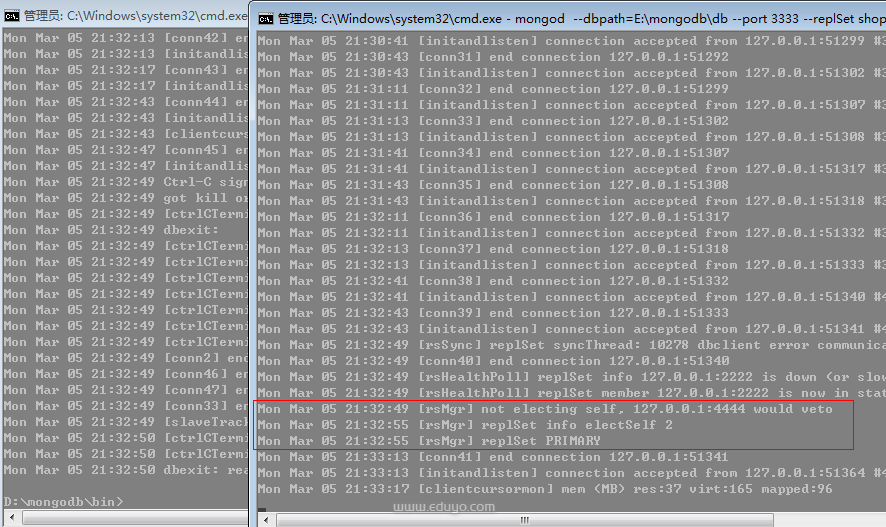 管理员: C:\Windows\system32\cmd.exe
Mon Mar 05 21:32:13 [conn42] en
Mon Mar 05 21:32:13 [initandlis
Mon Mar 05 21:32:17 [conn43] en
Mon Mar 05 21:32:17 [initandlis
Mon Mar 05 21:32:43 [conn44] en
Mon Mar 05 21:32:43 [initandlis
Mon Mar 05 21:32:43 [clientcurs
Mon Mar 05 21:32:47 [conn45] en
Mon Mar 05 21:32:47 [initandlis
Mon Mar 05 21:32:49 Ctrl-C sign
Mon Mar 05 21:32:49 got kill or
Mon Mar 05 21:32:49 [ctrlCTermi
Mon Mar 05 21:32:49 dbexit:
Mon Mar 05 21:32:49 [ctrlCTermi
Mon Mar 05 21:32:49 [ctrlCTermi
Mon Mar 05 21:32:49 [ctrlCTermi
Mon Mar 05 21:32:49 [ctrlCTermi
Mon Mar 05 21:32:49 [ctrlCTermi
Mon Mar 05 21:32:49 [ctrlCTermi
Mon Mar 05 21:32:49 [ctrlCTermi
Mon Mar 05 21:32:49 [conn2] end
Mon Mar 05 21:32:49 [conn46] en
Mon Mar 05 21:32:49 [conn47] en
Mon Mar 05 21:32:49 [conn33] en
Mon Mar 05 21:32:49 [slaveTrack
Mon Mar 05 21:32:50 [ctrlCTermi
Mon Mar 05 21:32:50 [ctrlCTermi
Mon Mar 05 21:32:50 dbexit: rea
D:\mongodb\bin>
管理员: C:\Windows\system32\cmd.exe - mongod --dbpath=E:\mongodb\db --port 3333 --replSet shop
Mon Mar 05 21:30:41 [initandlisten] connection accepted from 127.0.0.1:51299 #3
Mon Mar 05 21:30:43 [conn31] end connection 127.0.0.1:51292
Mon Mar 05 21:30:43 [initandlisten] connection accepted from 127.0.0.1:51302 #3
Mon Mar 05 21:31:11 [conn32] end connection 127.0.0.1:51299
Mon Mar 05 21:31:11 [initandlisten] connection accepted from 127.0.0.1:51307 #3
Mon Mar 05 21:31:13 [conn33] end connection 127.0.0.1:51302
Mon Mar 05 21:31:13 [initandlisten] connection accepted from 127.0.0.1:51308 #3
Mon Mar 05 21:31:41 [conn34] end connection 127.0.0.1:51307
Mon Mar 05 21:31:41 [initandlisten] connection accepted from 127.0.0.1:51317 #3
Mon Mar 05 21:31:43 [conn35] end connection 127.0.0.1:51308
Mon Mar 05 21:31:43 [initandlisten] connection accepted from 127.0.0.1:51318 #3
Mon Mar 05 21:32:11 [conn36] end connection 127.0.0.1:51317
Mon Mar 05 21:32:11 [initandlisten] connection accepted from 127.0.0.1:51332 #3
Mon Mar 05 21:32:13 [conn37] end connection 127.0.0.1:51318
Mon Mar 05 21:32:13 [initandlisten] connection accepted from 127.0.0.1:51333 #3
Mon Mar 05 21:32:41 [conn38] end connection 127.0.0.1:51332
Mon Mar 05 21:32:41 [initandlisten] connection accepted from 127.0.0.1:51340 #4
Mon Mar 05 21:32:43 [conn39] end connection 127.0.0.1:51333
Mon Mar 05 21:32:43 [initandlisten] connection accepted from 127.0.0.1:51341 #4
Mon Mar 05 21:32:49 [rsSync] replSet syncThread: 10278 dbclient error communica
Mon Mar 05 21:32:49 [conn40] end connection 127.0.0.1:51340
Mon Mar 05 21:32:49 [rsHealthPoll] replSet info 127.0.0.1:2222 is down (or slow
Mon Mar 05 21:32:49 [rsHealthPoll] replSet member 127.0.0.1:2222 is now in stat
Mon Mar 05 21:32:49 [rsMgr] not electing self, 127.0.0.1:4444 would veto
Mon Mar 05 21:32:55 [rsMgr] replSet info electSelf 2
Mon Mar 05 21:32:55 [rsMgr] replSet PRIMARY
Mon Mar 05 21:33:13 [conn41] end connection 127.0.0.1:51341
Mon Mar 05 21:33:13 [initandlisten] connection accepted from 127.0.0.1:51364 #4
Mon Mar 05 21:33:17 [clientcursormon] mem (MB) res:37 virt:165 mapped:96
www.eduyo.com